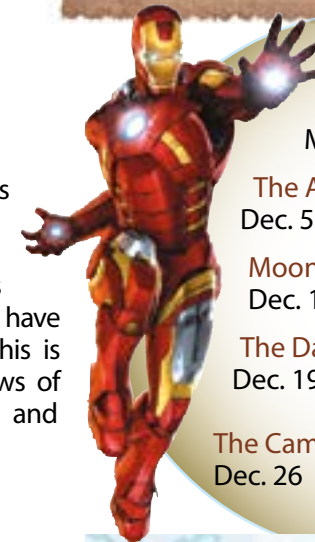 s
have
his is
ws of
and
M
The A
Dec. 5
Moon
Dec. 1
The Da
Dec. 19
The Cam
Dec. 26